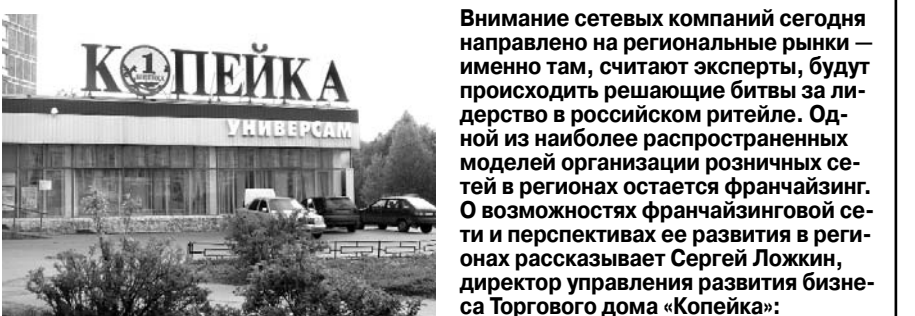 КОПЕЙКА
1
КОПЕЙКА
УНИВЕРСАМ
Внимание сетевых компаний сегодня
направлено на региональные рынки —
именно там, считают эксперты, будут
происходить решающие битвы за ли-
дерство в российском ритейле. Од-
ной из наиболее распространенных
моделей организации розничных се-
тей в регионах остается франчайзинг.
О возможностях франчайзинговой се-
ти и перспективах ее развития в реги-
онах рассказывает Сергей Ложкин,
директор управления развития бизне-
са Торгового дома «Копейка»: